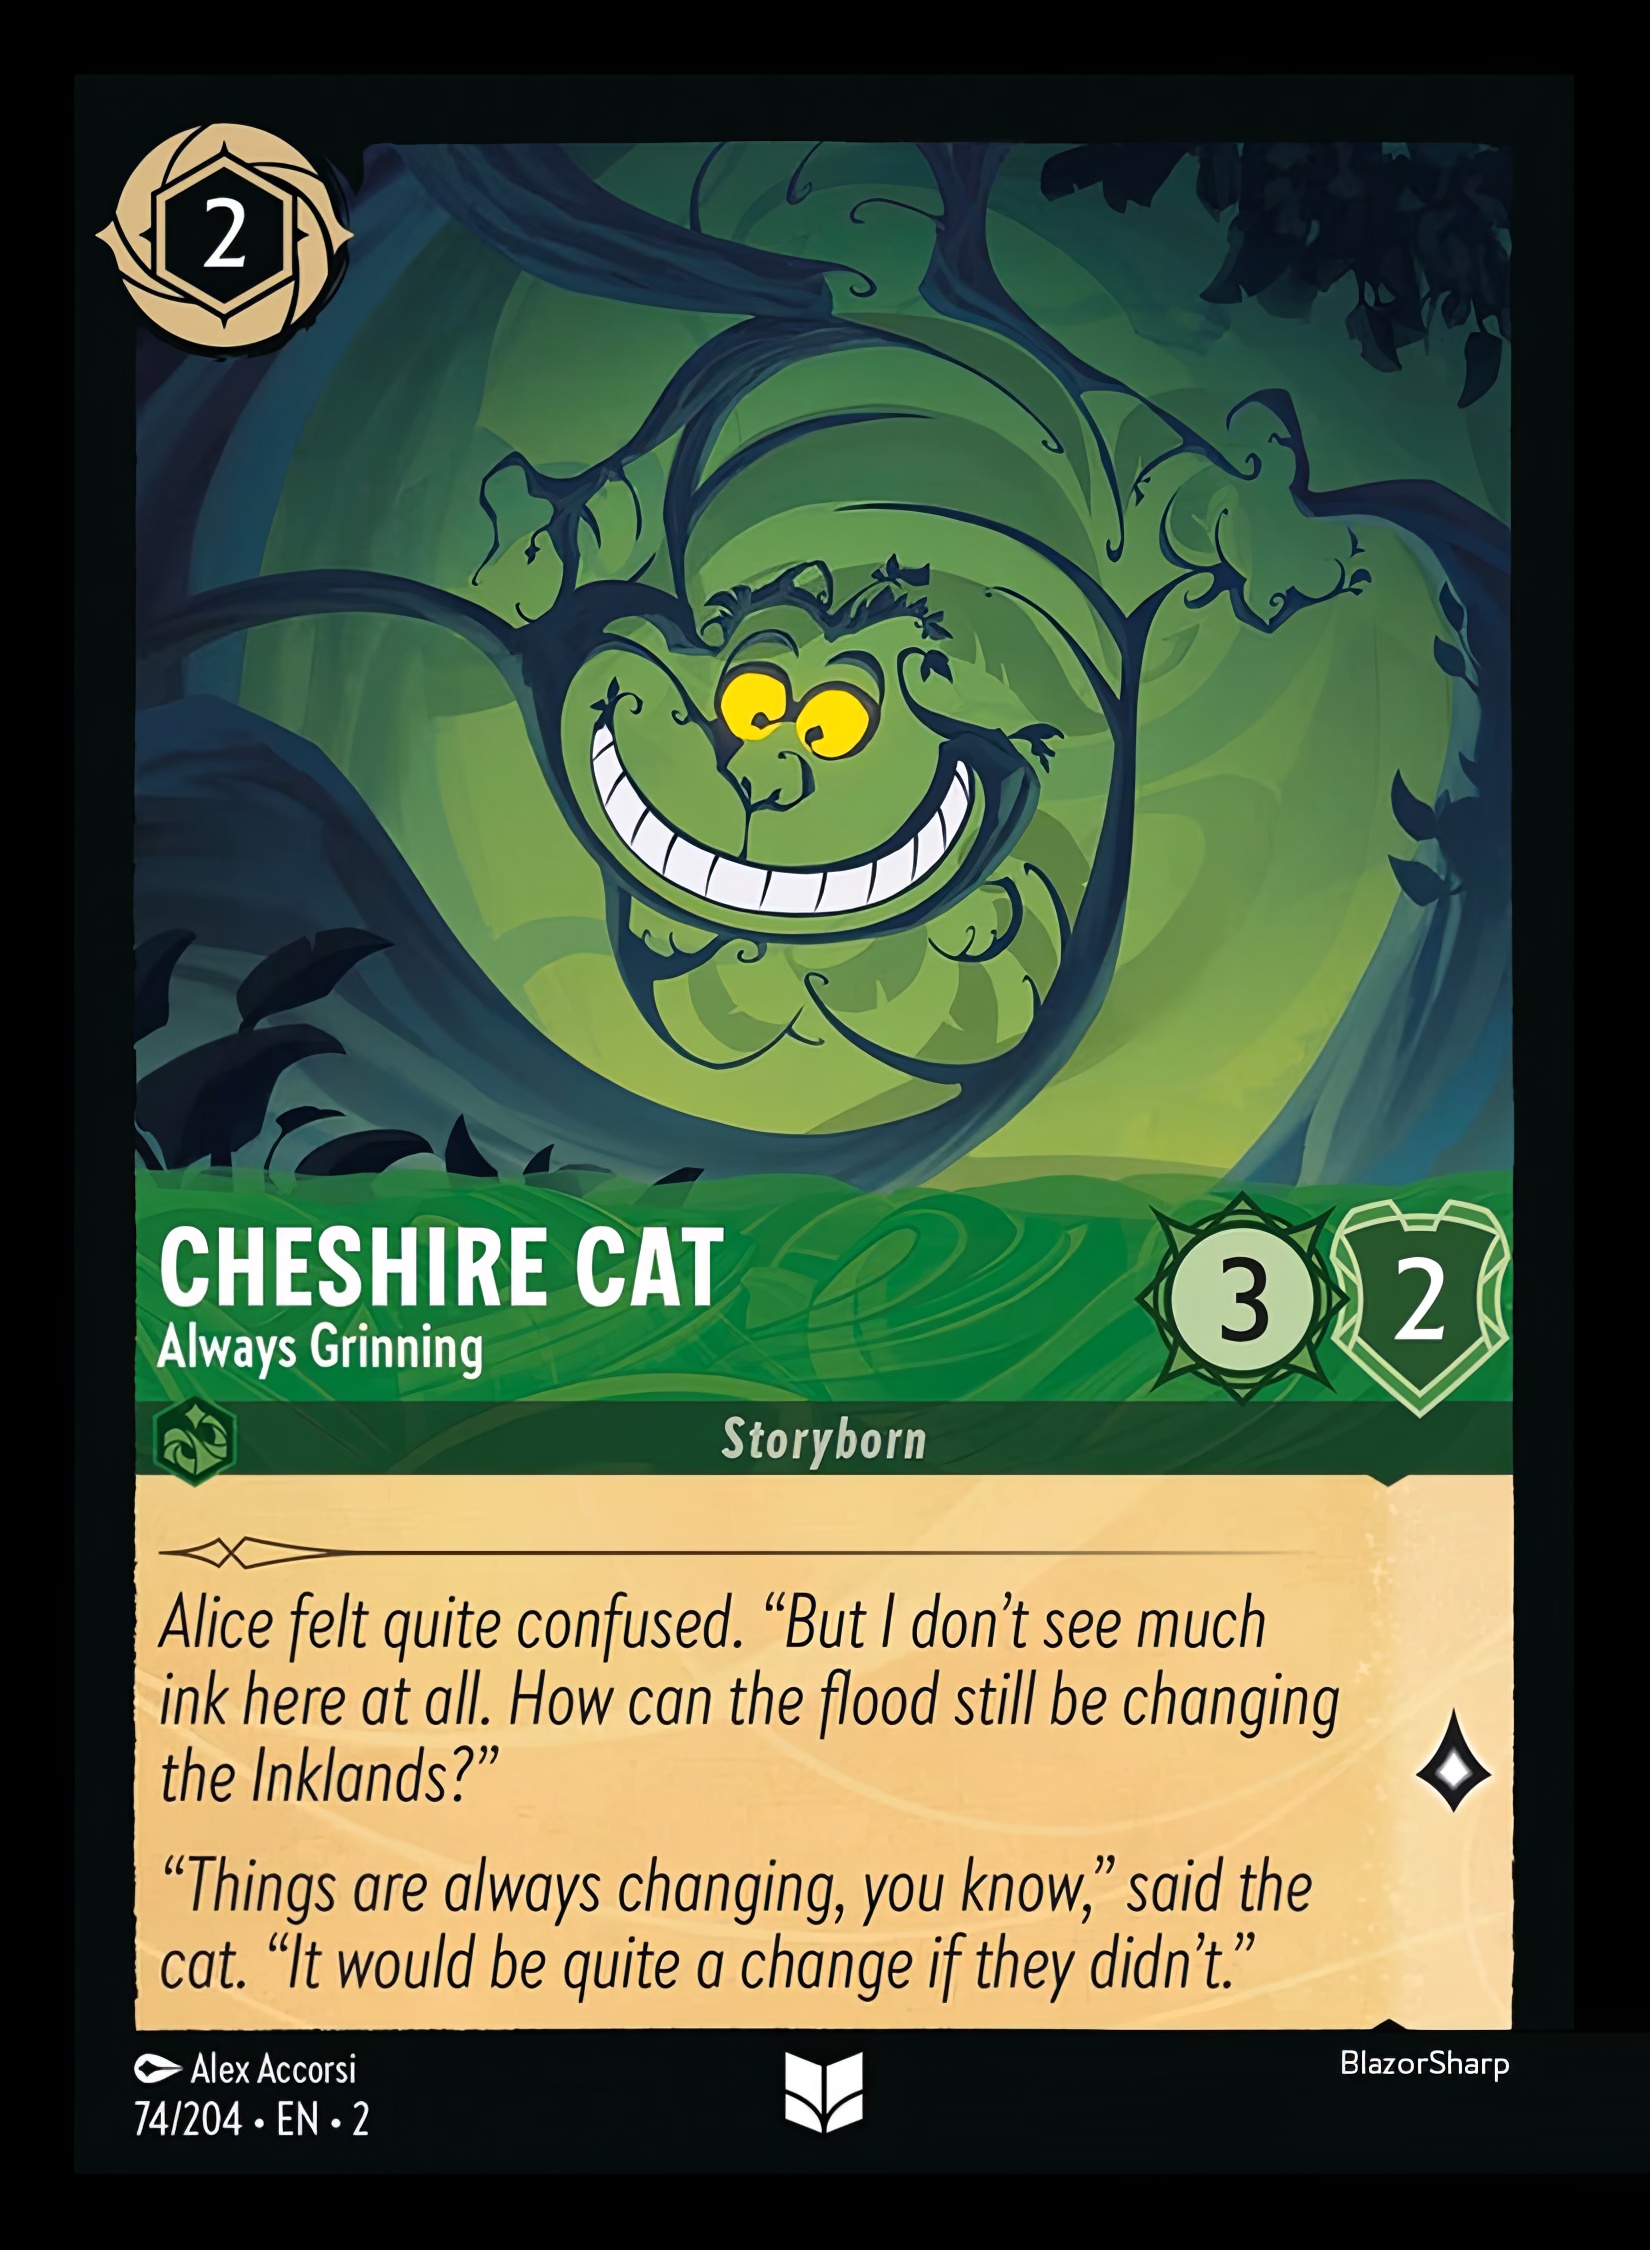 2
CHESHIRE CAT
Always Grinning
3
2
Storyborn
Alice felt quite confused. “But I don’t see much
ink here at all. How can the flood still be changing
the Inklands?”
“Things are always changing, you know,” said the
cat. “It would be quite a change if they didn’t.”
Alex Accorsi
74/204 • EN • 2
BlazorSharp